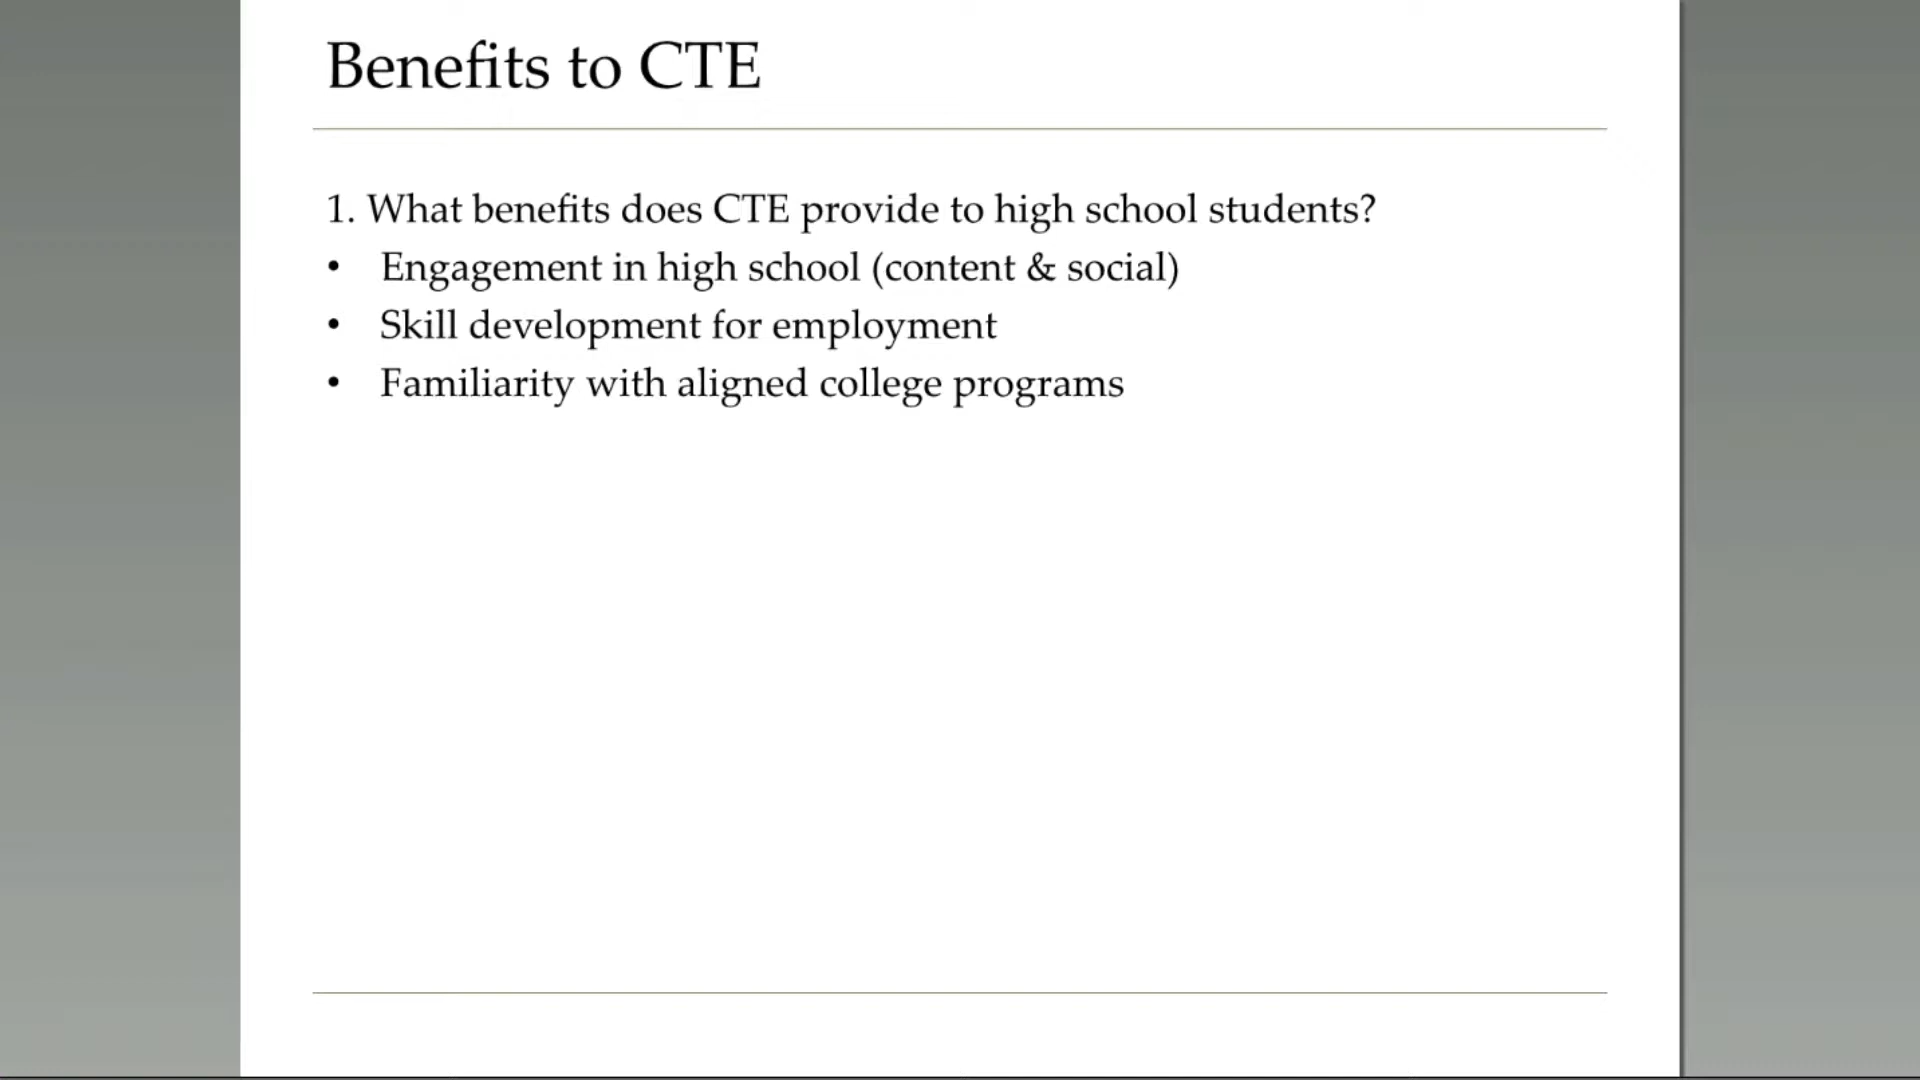 Benefits to CTE
1. What benefits does CTE provide to high school students?
• Engagement in high school (content & social)
• Skill development for employment
• Familiarity with aligned college programs